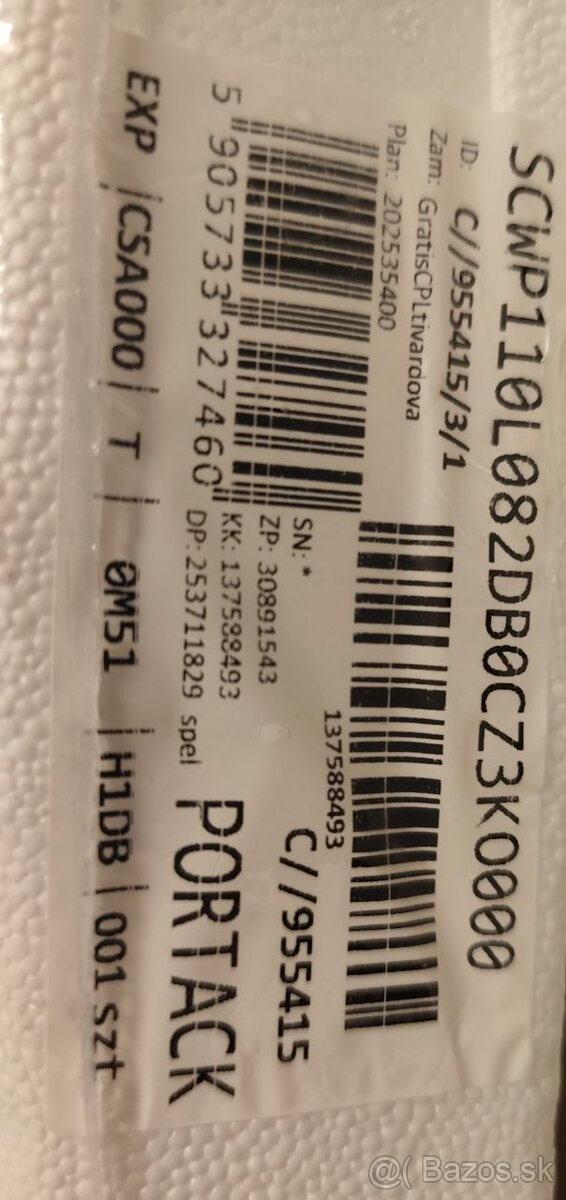 SCWP110L082DB0CZ3K0000
ID: C//955415/3/1
Zam: GratisCPLtivardova
Plan: 202535400
137588493
5 905733 327460
SN: *
ZP: 30891543
KK: 137588493
DP: 253711829 spel
C//955415
PORTACK
EXP | CSA000 | T | 0M51 | H1DB | 001 szt
@( Bazos.sk